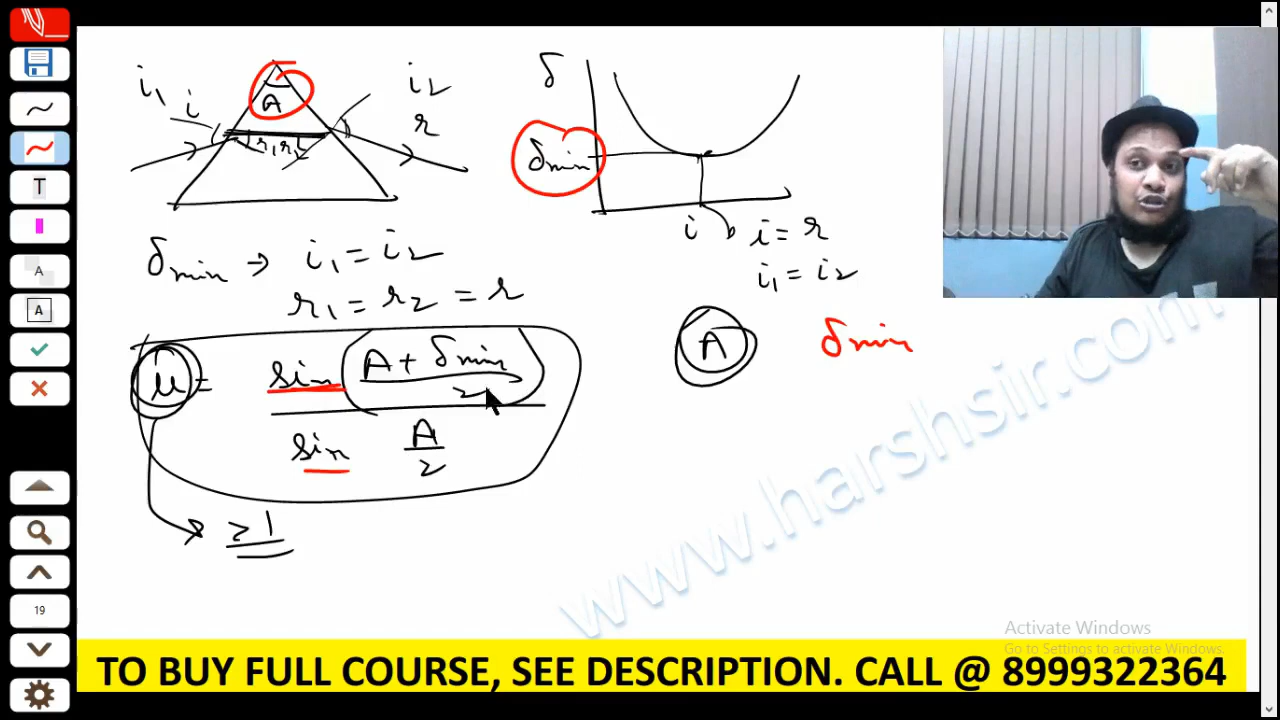 i₁ i A i₂ r
r₁ r₂
δ
δmin
i i = r
i₁ = i₂
δmin → i₁ = i₂
r₁ = r₂ = r
μ = sin (A + δmin / 2)
sin A/2
≥ 1
A δmin
T
A
A
19
www.harshsir.com
Activate Windows
Go to Settings to activate Windows.
TO BUY FULL COURSE, SEE DESCRIPTION. CALL @ 8999322364